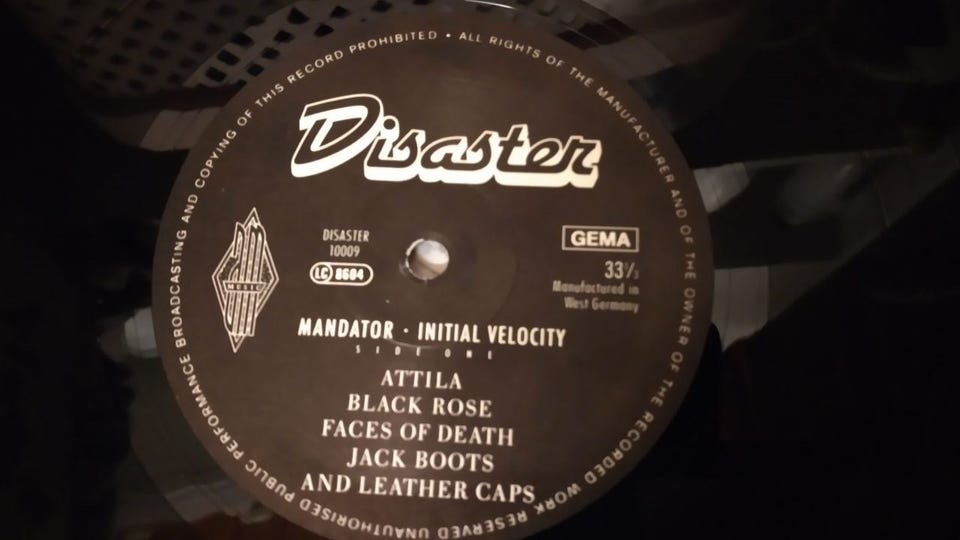 ALL RIGHTS OF THE MANUFACTURER AND OF THE OWNER OF THE RECORDED WORK RESERVED UNAUTHORISED PUBLIC PERFORMANCE BROADCASTING AND COPYING OF THIS RECORD PROHIBITED •
Disaster
DISASTER
10009
LC 8604
MUSIC
GEMA
33⅓
Manufactured in
West Germany
MANDATOR · INITIAL VELOCITY
SIDE ONE
ATTILA
BLACK ROSE
FACES OF DEATH
JACK BOOTS
AND LEATHER CAPS